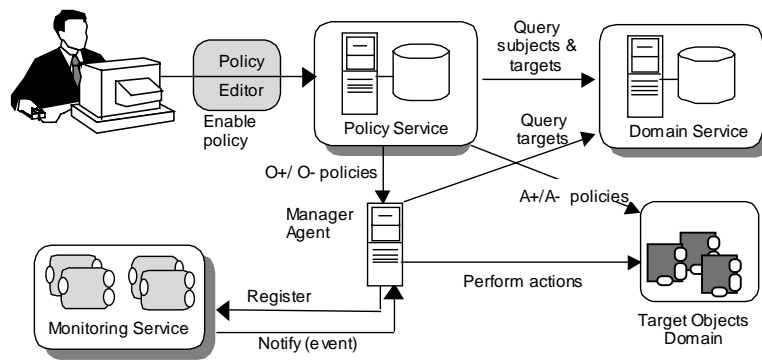 Policy
Editor
Enable
policy
Policy Service
Query
subjects &
targets
Domain Service
Query
targets
O+/ O- policies
A+/A- policies
Manager
Agent
Perform actions
Register
Monitoring Service
Notify (event)
Target Objects
Domain